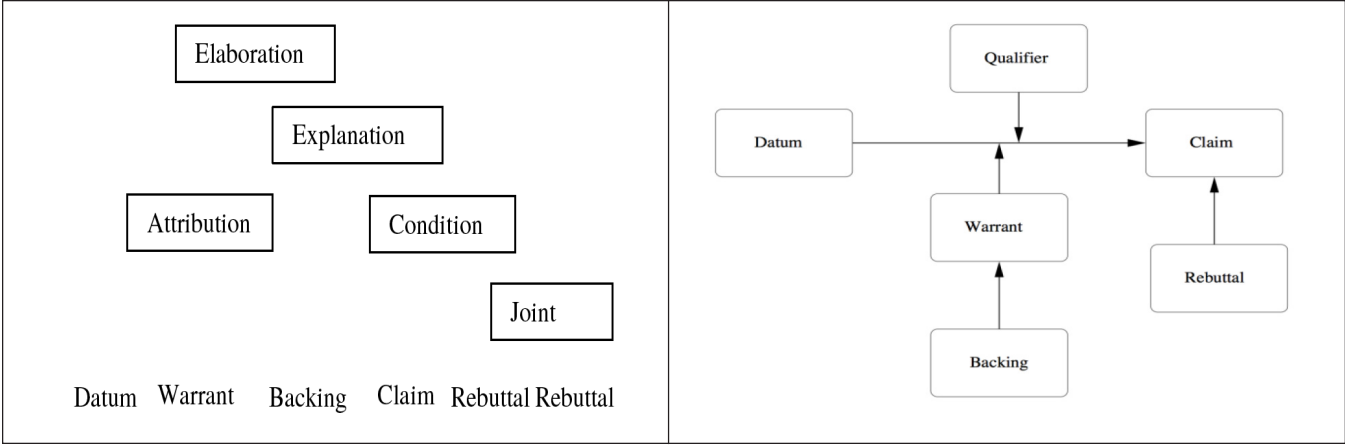 Elaboration
Explanation
Attribution Condition
Joint
Datum Warrant Backing Claim Rebuttal Rebuttal
Qualifier
Datum Claim
Warrant
Rebuttal
Backing